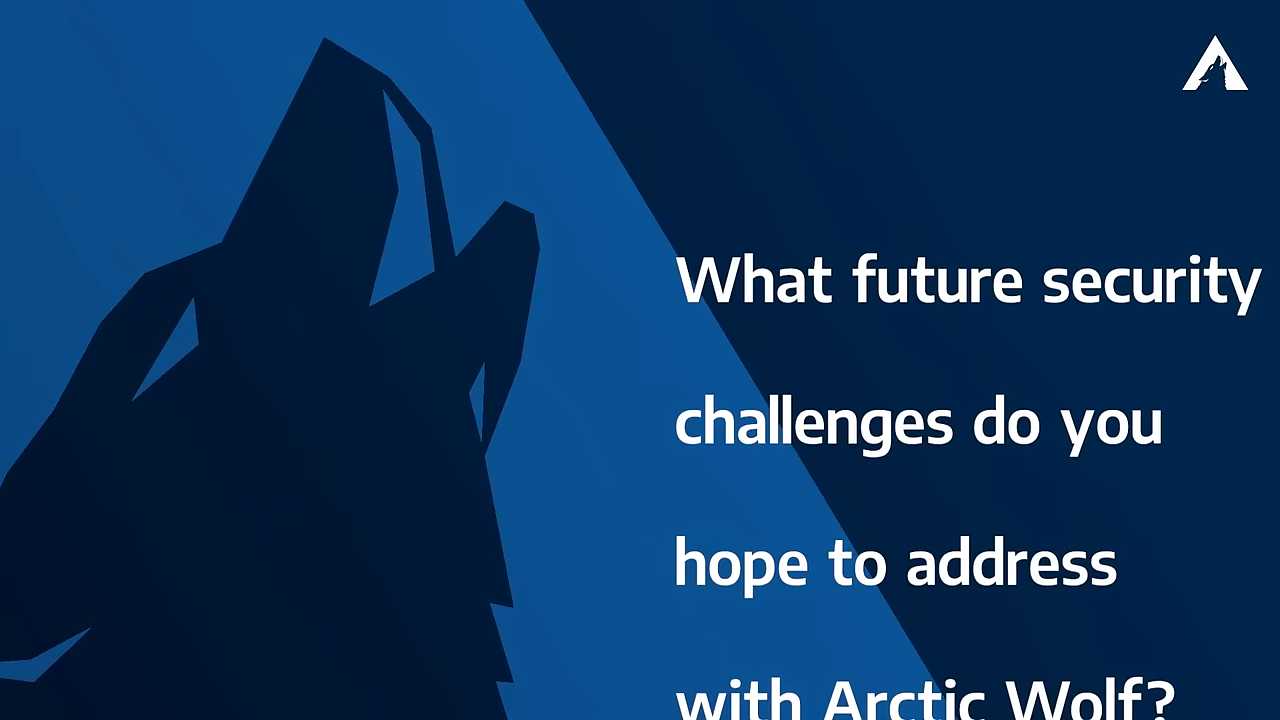 What future security
challenges do you
hope to address
with Arctic Wolf?